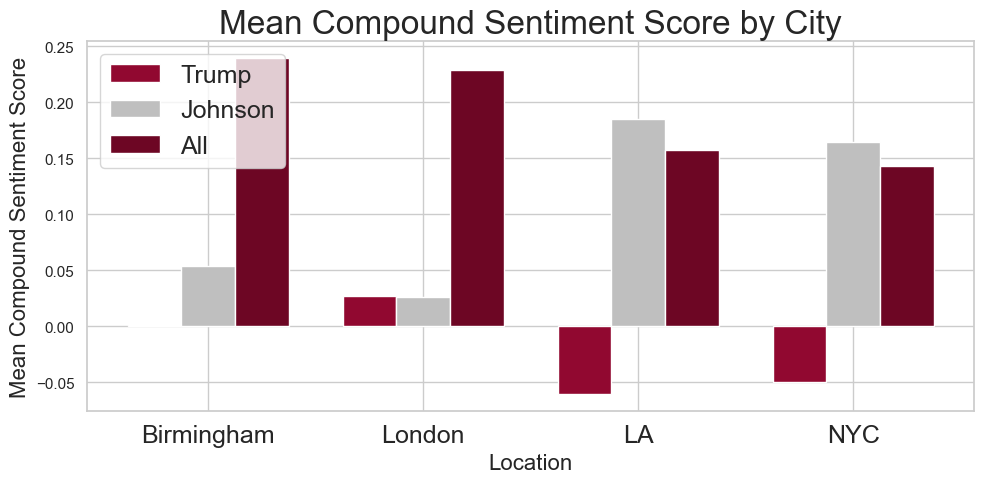 Mean Compound Sentiment Score by City
Mean Compound Sentiment Score
0.25
0.20
0.15
0.10
0.05
0.00
−0.05
Trump
Johnson
All
Birmingham
London
LA
NYC
Location